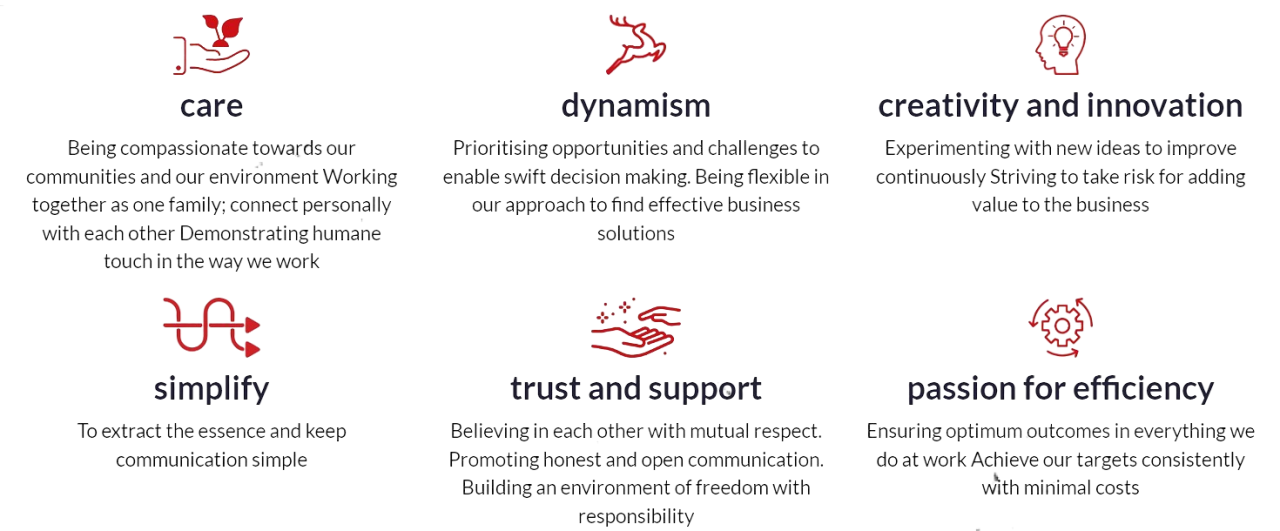 care
Being compassionate towards our
communities and our environment Working
together as one family; connect personally
with each other Demonstrating humane
touch in the way we work
dynamism
Prioritising opportunities and challenges to
enable swift decision making. Being flexible in
our approach to find effective business
solutions
creativity and innovation
Experimenting with new ideas to improve
continuously Striving to take risk for adding
value to the business
simplify
To extract the essence and keep
communication simple
trust and support
Believing in each other with mutual respect.
Promoting honest and open communication.
Building an environment of freedom with
responsibility
passion for efficiency
Ensuring optimum outcomes in everything we
do at work Achieve our targets consistently
with minimal costs